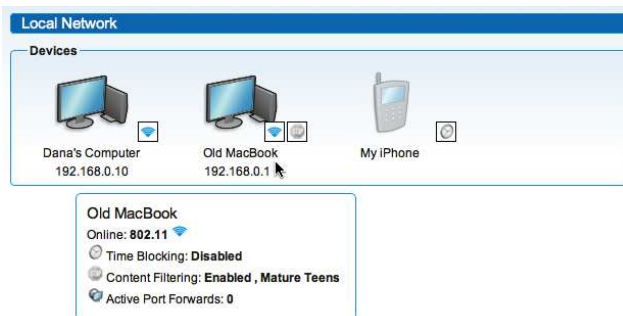 Local Network
Devices
Dana's Computer
192.168.0.10
Old MacBook
192.168.0.1
My iPhone
Old MacBook
Online: 802.11
Time Blocking: Disabled
Content Filtering: Enabled , Mature Teens
Active Port Forwards: 0